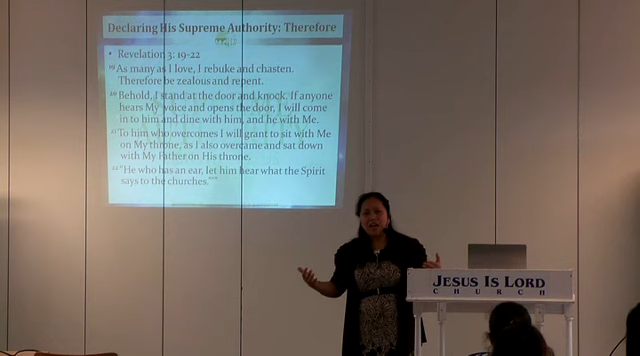 Declaring His Supreme Authority: Therefore
• Revelation 3: 19-22
19 As many as I love, I rebuke and chasten.
Therefore be zealous and repent.
20 Behold, I stand at the door and knock. If anyone
hears My voice and opens the door, I will come
in to him and dine with him, and he with Me.
21 To him who overcomes I will grant to sit with Me
on My throne, as I also overcame and sat down
with My Father on His throne.
22 "He who has an ear, let him hear what the Spirit
says to the churches."'"
JESUS IS LORD
CHURCH